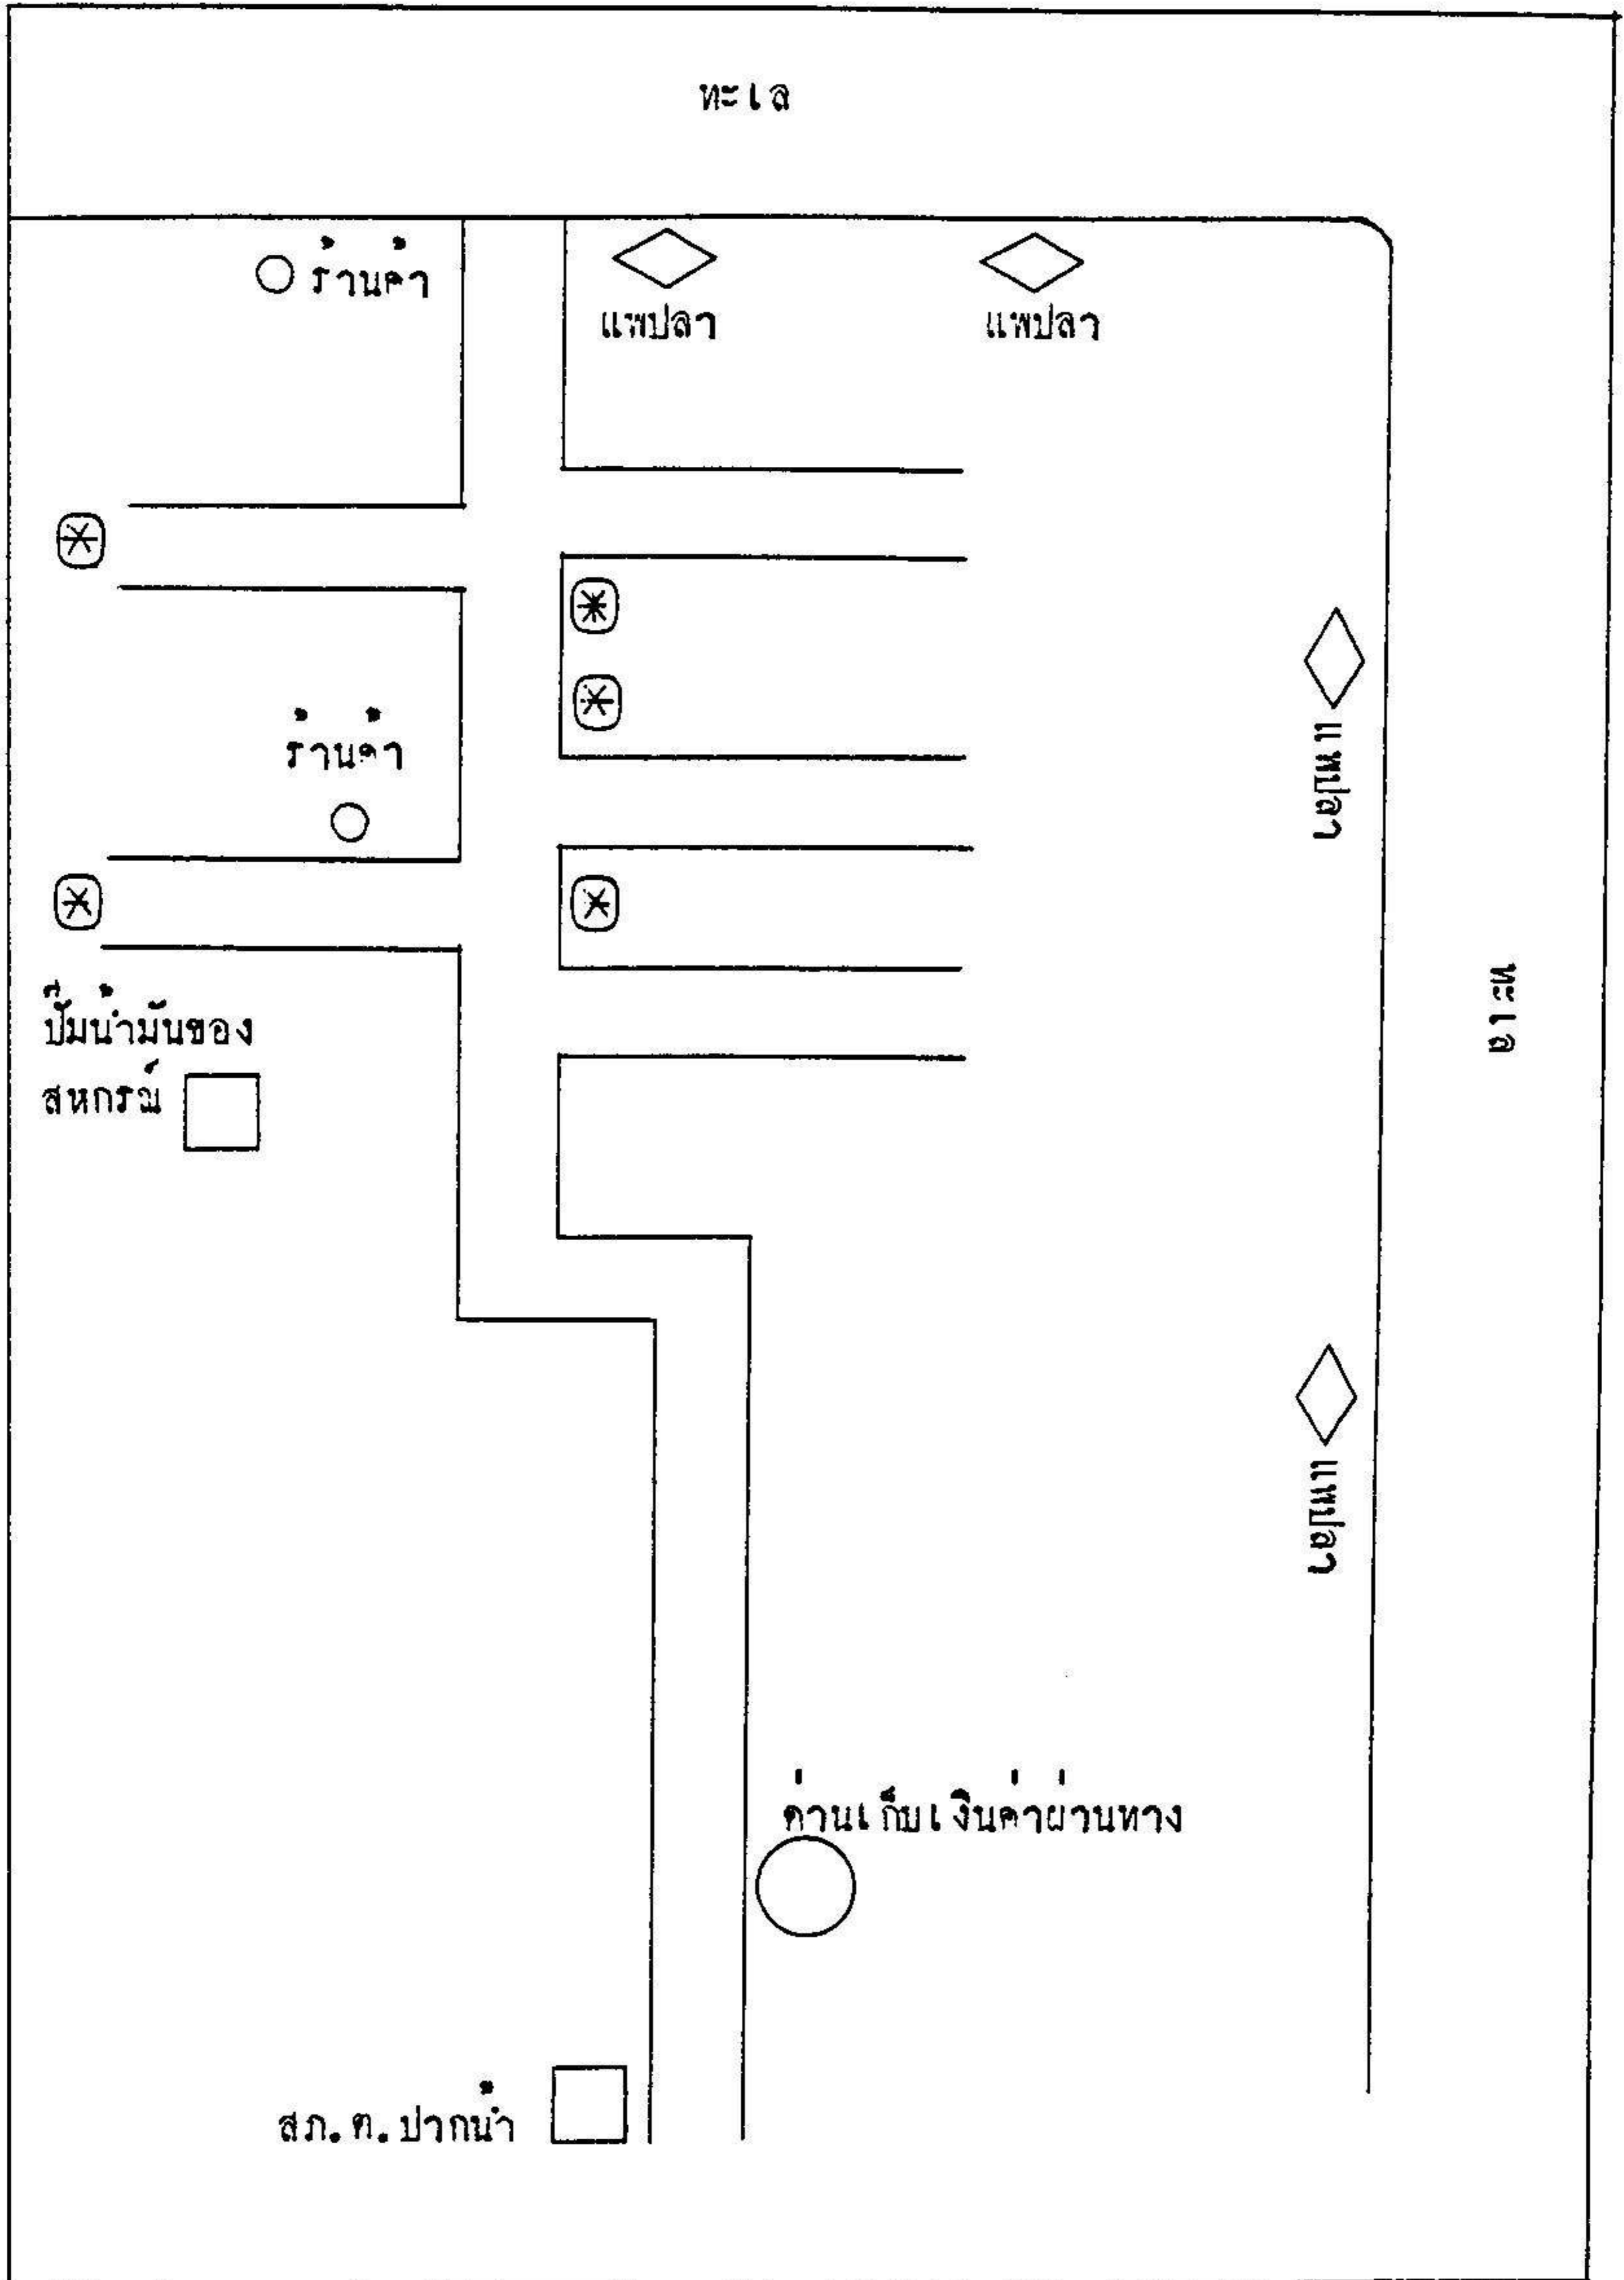 ทะเล
ร้านค้า
แพปลา
แพปลา
ร้านค้า
แพปลา
ทะเล
ปั๊มน้ำมันของ
สหกรณ์
แพปลา
ด่านเก็บเงินค่าผ่านทาง
สภ.ต.ปากน้ำ